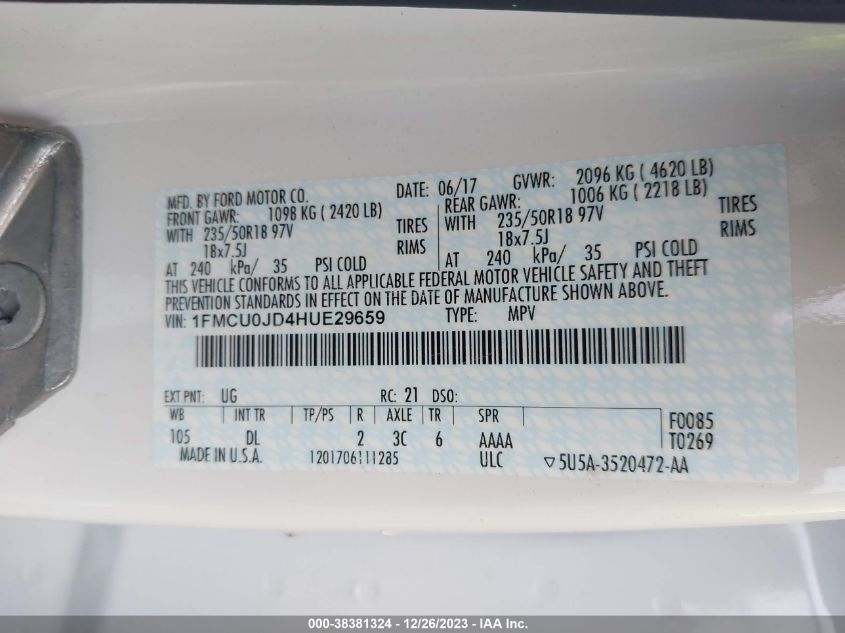 MFD. BY FORD MOTOR CO. DATE: 06/17 GVWR: 2096 KG ( 4620 LB)
FRONT GAWR: 1098 KG ( 2420 LB) REAR GAWR: 1006 KG ( 2218 LB)
WITH 235/50R18 97V TIRES WITH 235/50R18 97V TIRES
18x7.5J RIMS 18x7.5J RIMS
AT 240 kPa/ 35 PSI COLD AT 240 kPa/ 35 PSI COLD
THIS VEHICLE CONFORMS TO ALL APPLICABLE FEDERAL MOTOR VEHICLE SAFETY AND THEFT
PREVENTION STANDARDS IN EFFECT ON THE DATE OF MANUFACTURE SHOWN ABOVE.
VIN: 1FMCU0JD4HUE29659 TYPE: MPV
EXT PNT: UG RC: 21 DSO:
WB INT TR TP/PS R AXLE TR SPR F0085
105 DL 2 3C 6 AAAA T0269
MADE IN U.S.A. 1201706111285 ULC ▽5U5A-3520472-AA
000-38381324 - 12/26/2023 - IAAI.com